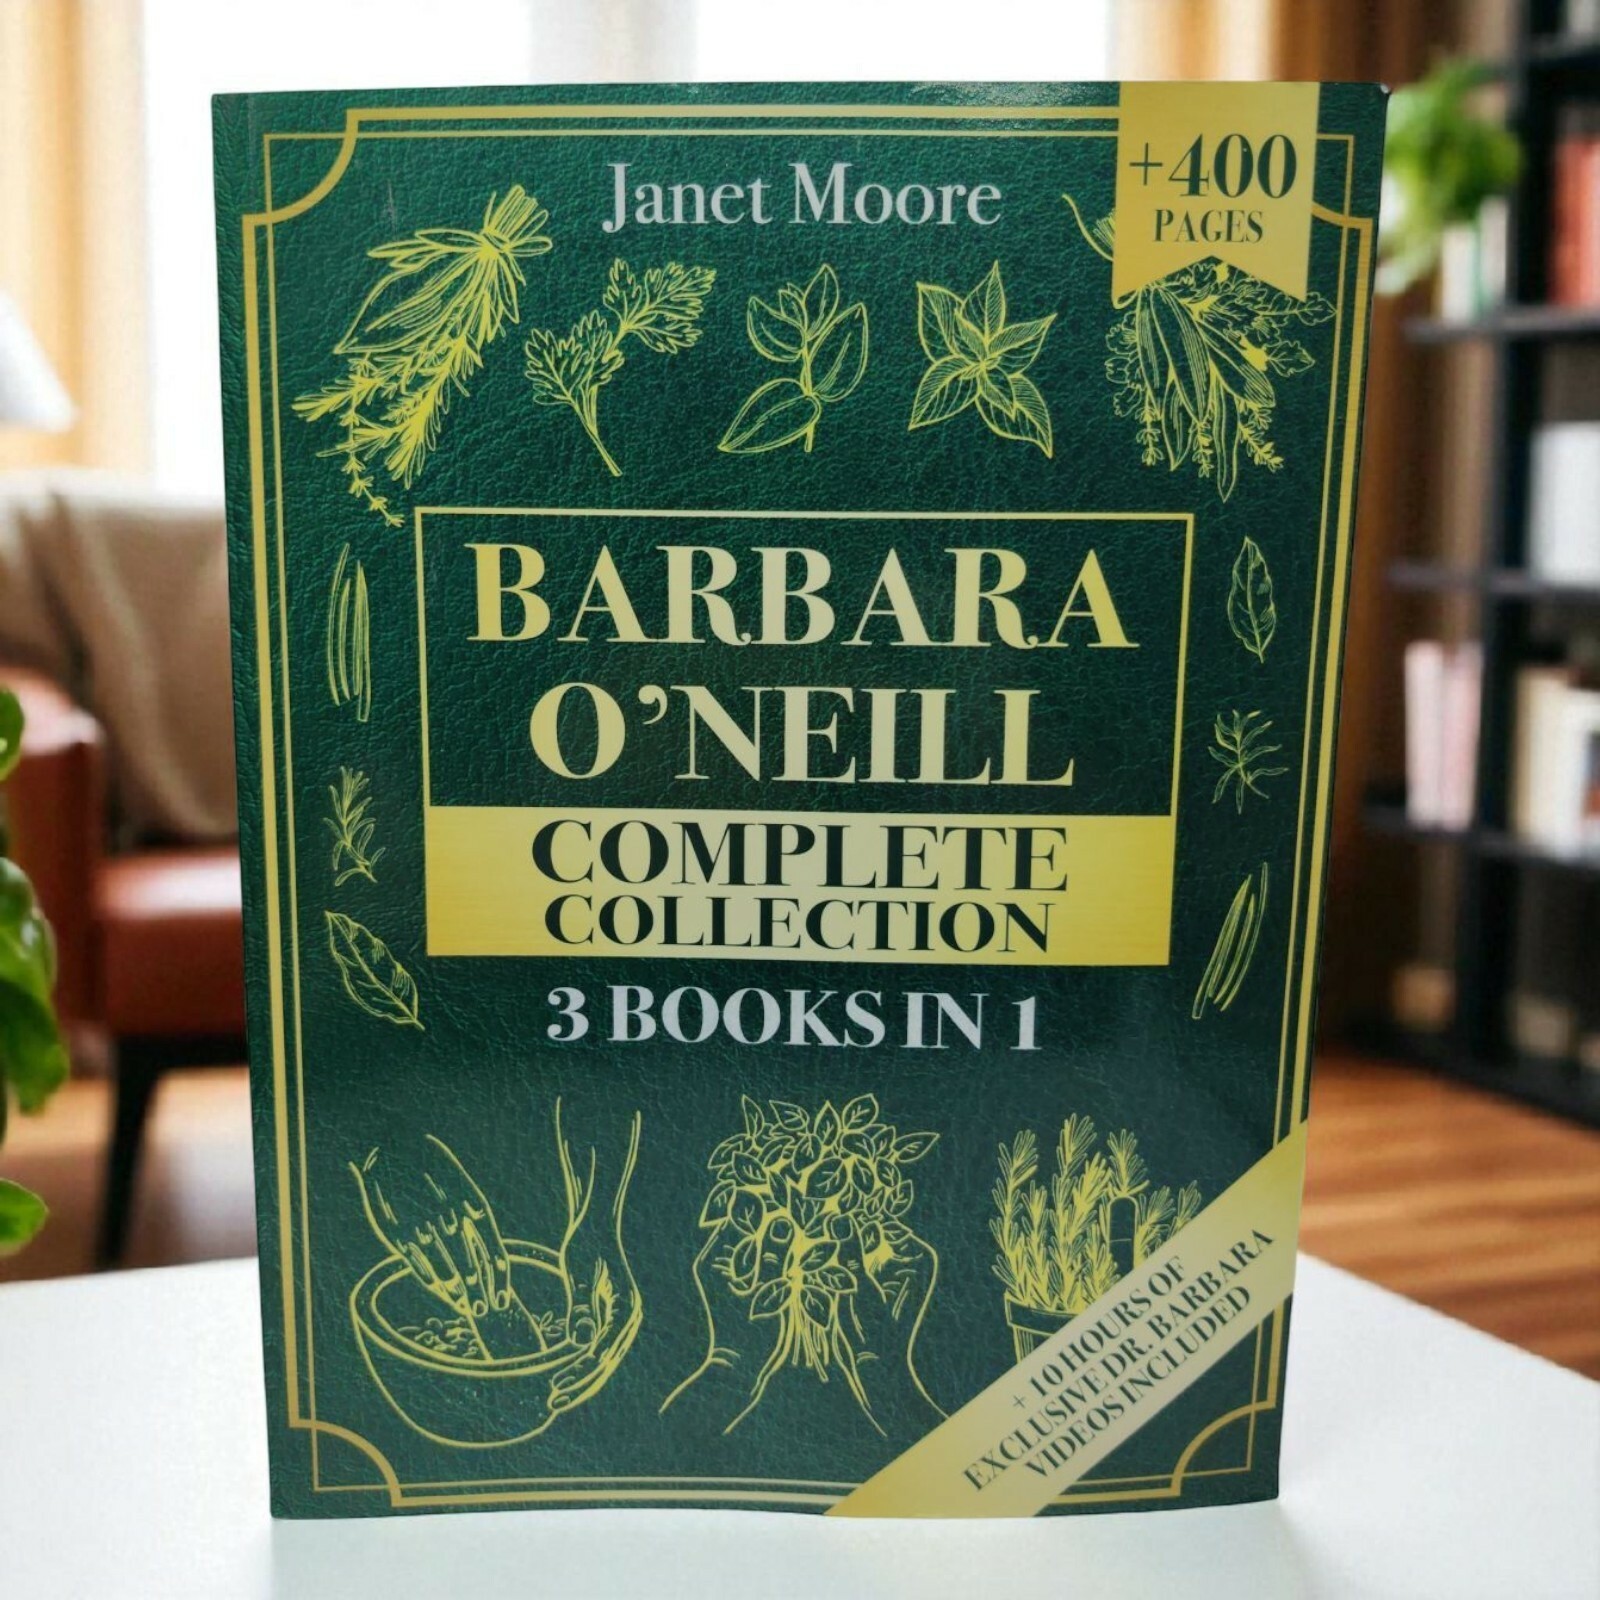 Janet Moore
+400
PAGES
BARBARA
O'NEILL
COMPLETE
COLLECTION
3 BOOKS IN 1
+ 10 HOURS OF
EXCLUSIVE DR. BARBARA
VIDEOS INCLUDED